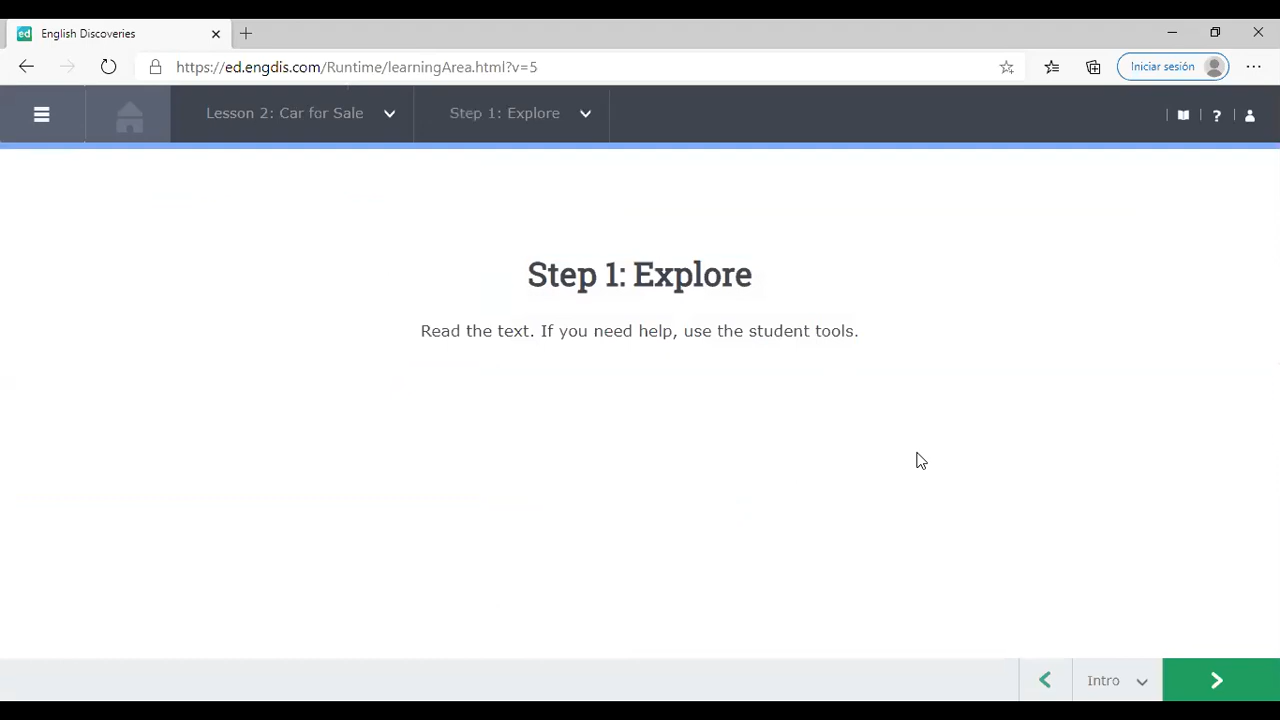 ed English Discoveries
https://ed.engdis.com/Runtime/learningArea.html?v=5
Iniciar sesión
Lesson 2: Car for Sale
Step 1: Explore
?
Step 1: Explore
Read the text. If you need help, use the student tools.
Intro